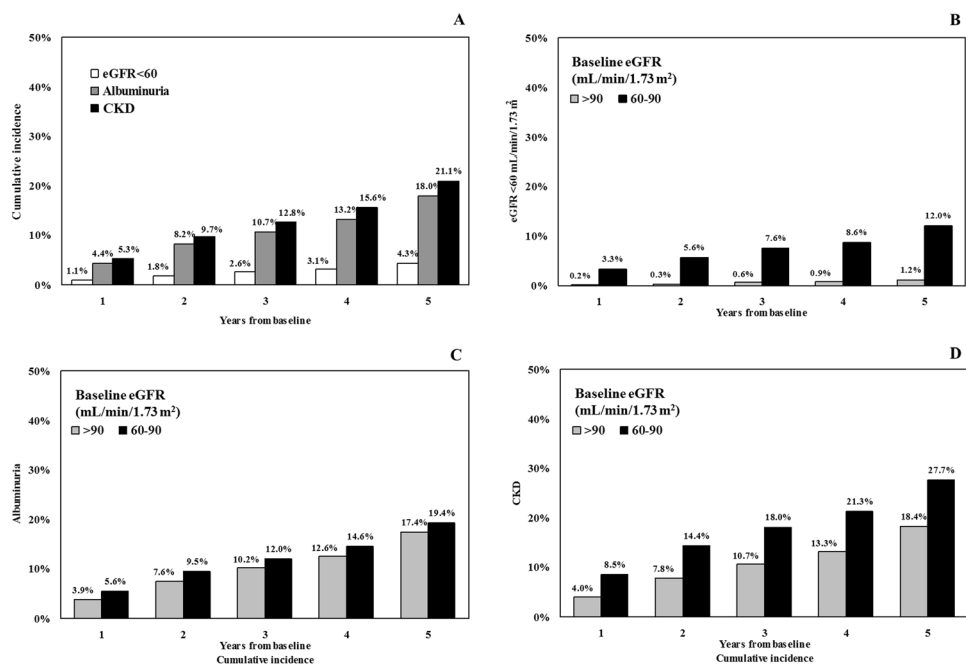 A
50%
40%
30%
20%
10%
0%
Cumulative incidence
eGFR<60
Albuminuria
CKD
1.1% 4.4% 5.3%
1.8% 8.2% 9.7%
2.6% 10.7% 12.8%
3.1% 13.2% 15.6%
4.3% 18.0% 21.1%
1 2 3 4 5
Years from baseline
B
50%
40%
30%
20%
10%
0%
eGFR <60 mL/min/1.73 m²
Baseline eGFR
(mL/min/1.73 m²)
>90 60-90
0.2% 3.3%
0.3% 5.6%
0.6% 7.6%
0.9% 8.6%
1.2% 12.0%
1 2 3 4 5
Years from baseline
C
50%
40%
30%
20%
10%
0%
Albuminuria
Baseline eGFR
(mL/min/1.73 m²)
>90 60-90
3.9% 5.6%
7.6% 9.5%
10.2% 12.0%
12.6% 14.6%
17.4% 19.4%
1 2 3 4 5
Years from baseline
Cumulative incidence
D
50%
40%
30%
20%
10%
0%
CKD
Baseline eGFR
(mL/min/1.73 m²)
>90 60-90
4.0% 8.5%
7.8% 14.4%
10.7% 18.0%
13.3% 21.3%
18.4% 27.7%
1 2 3 4 5
Years from baseline
Cumulative incidence